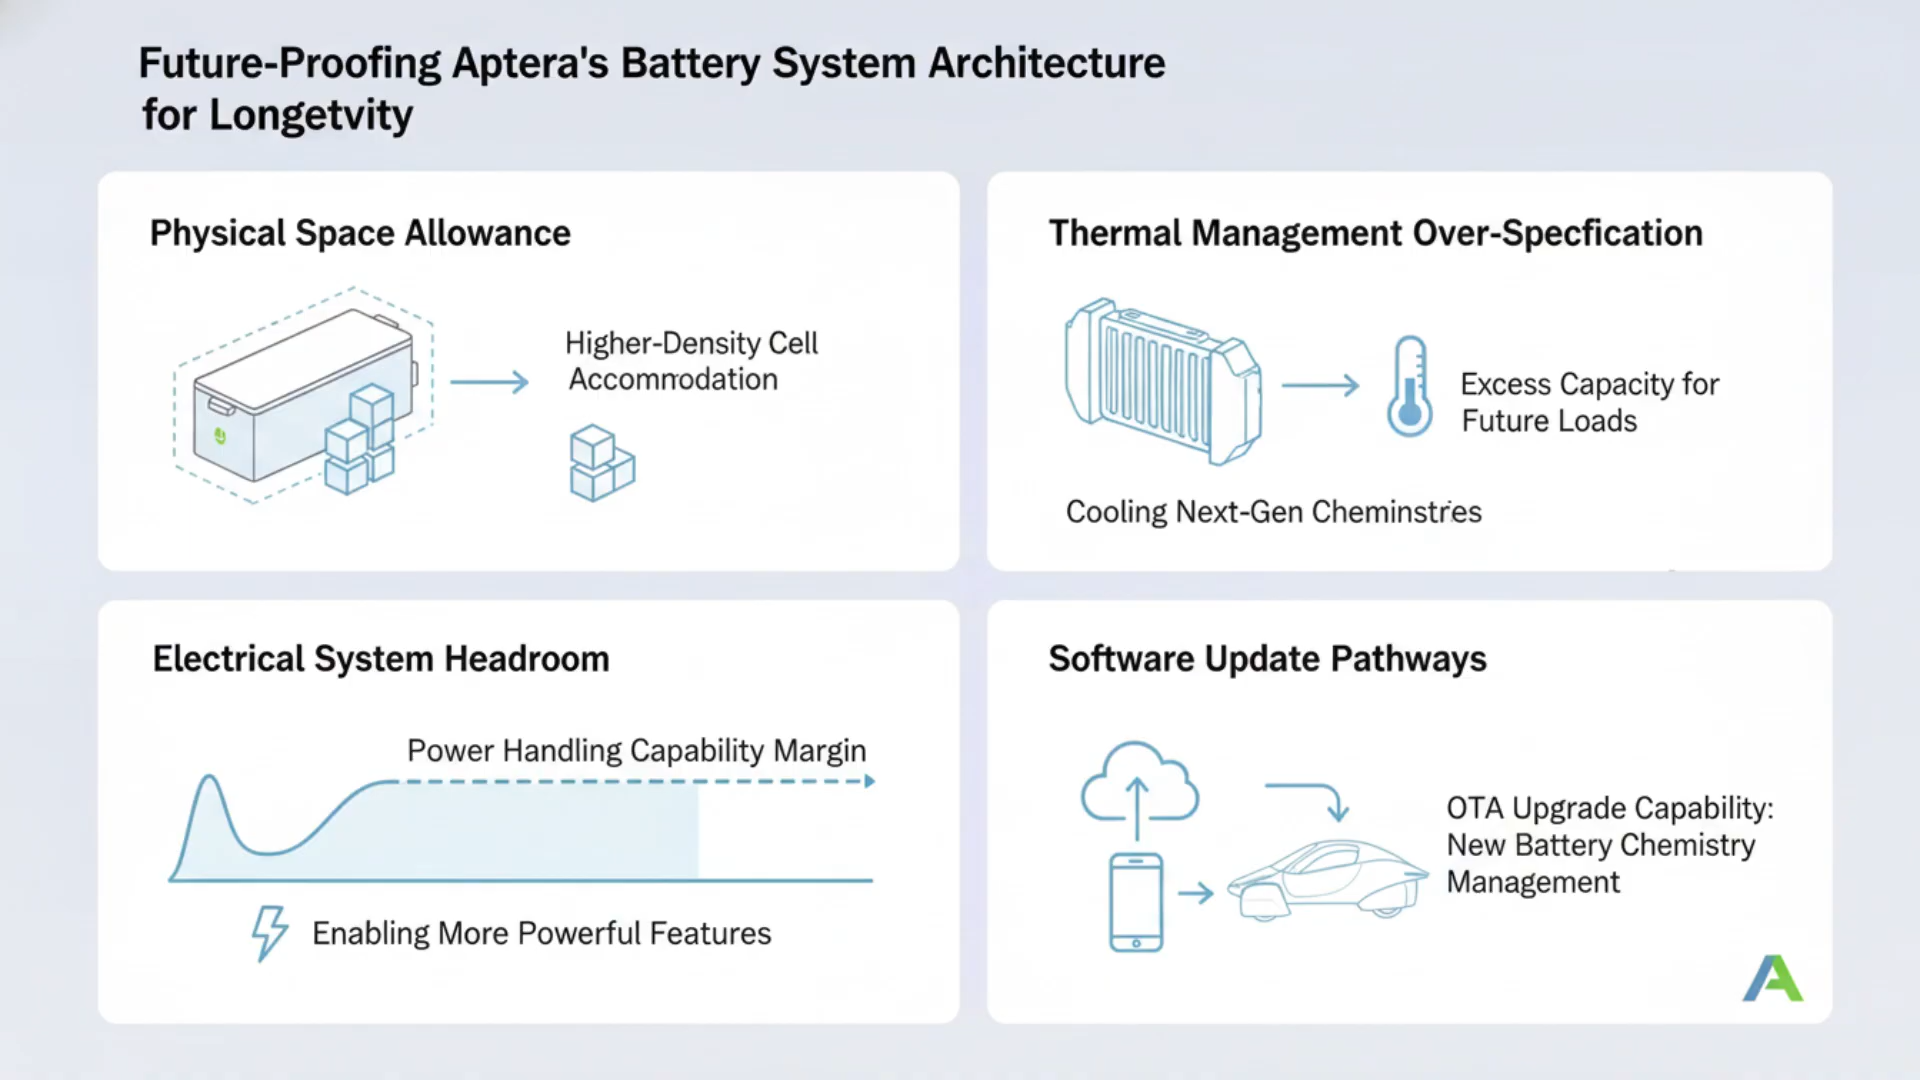 Future-Proofing Aptera's Battery System Architecture
for Longetvity
Physical Space Allowance
Higher-Density Cell
Accommodation
Thermal Management Over-Specfication
Excess Capacity for
Future Loads
Cooling Next-Gen Cheminstres
Electrical System Headroom
Power Handling Capability Margin
Enabling More Powerful Features
Software Update Pathways
OTA Upgrade Capability:
New Battery Chemistry
Management